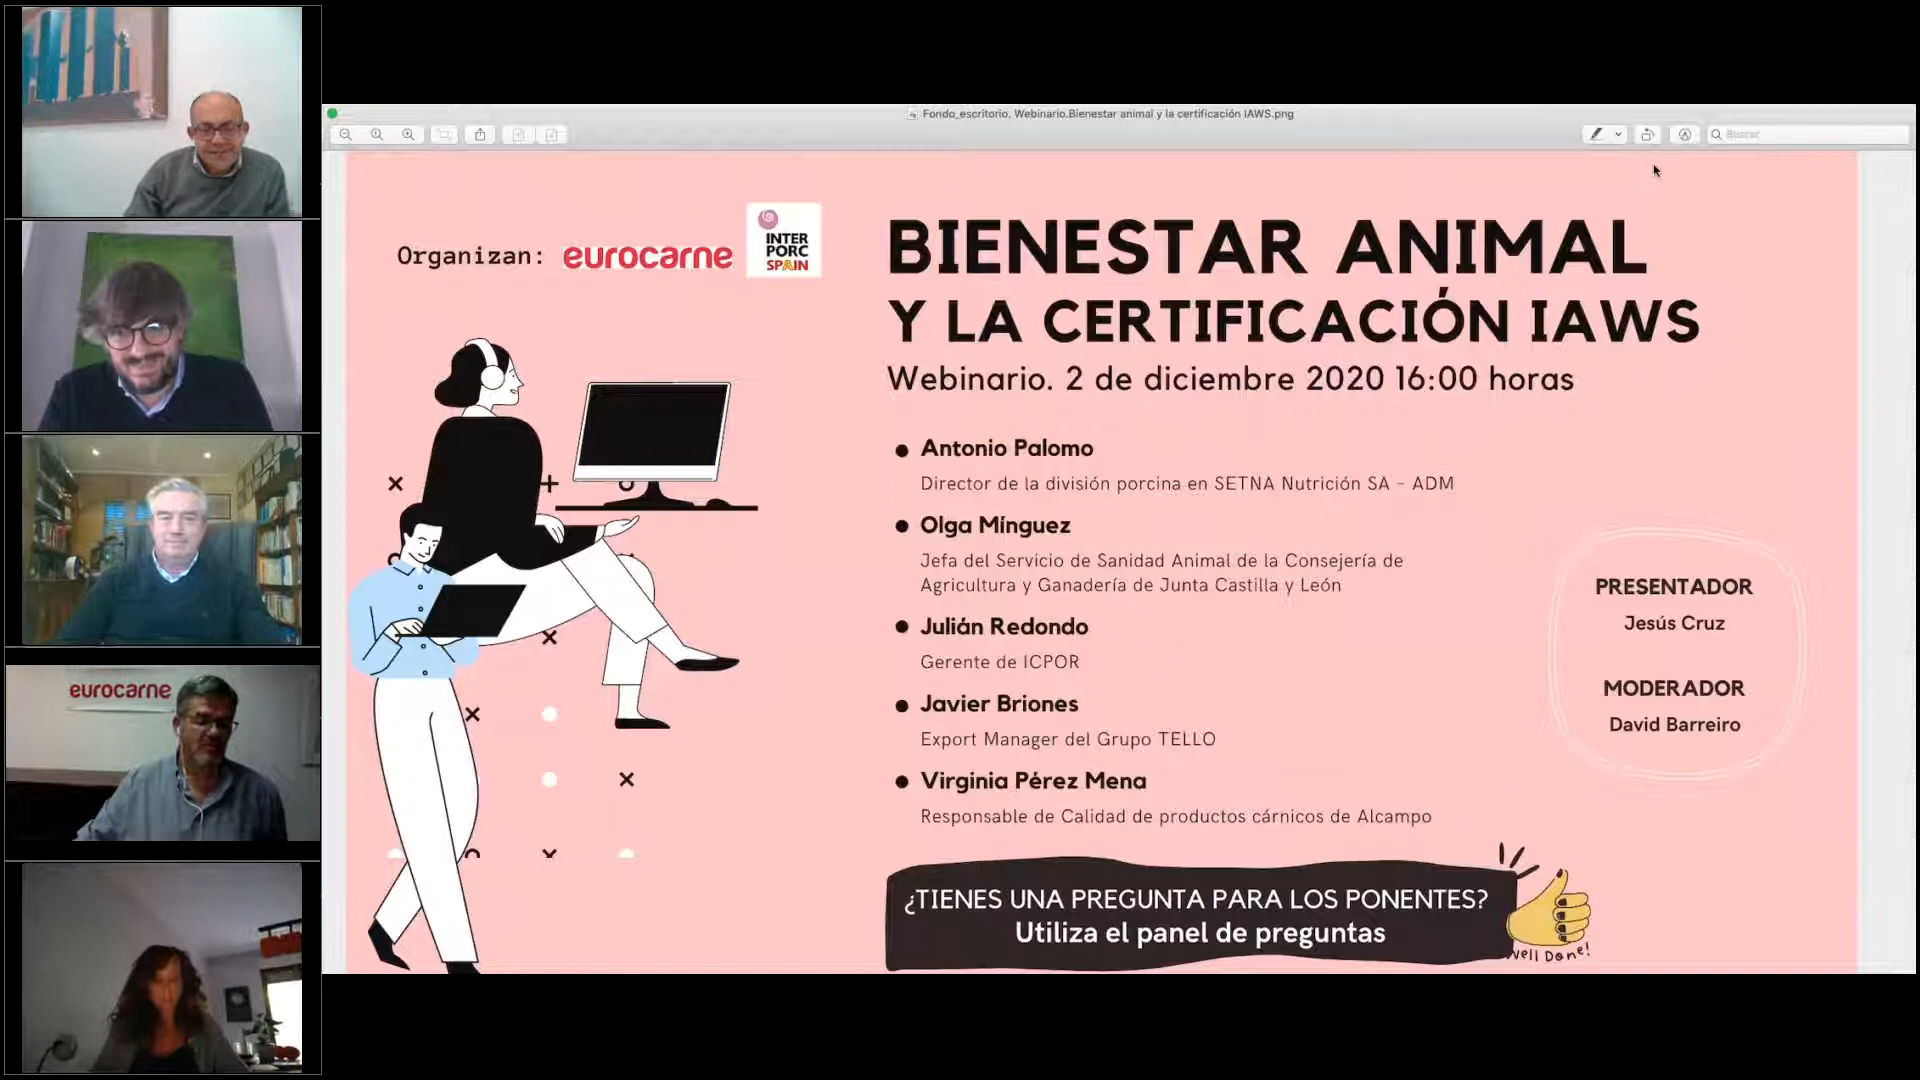 Fondo_escritorio, Webinario.Bienestar animal y la certificación IAWS.png
Buscar
Organizan: eurocarne
INTER
PORC
SPAIN
BIENESTAR ANIMAL
Y LA CERTIFICACIÓN IAWS
Webinario. 2 de diciembre 2020 16:00 horas
Antonio Palomo
Director de la división porcina en SETNA Nutrición SA - ADM
Olga Mínguez
Jefa del Servicio de Sanidad Animal de la Consejería de
Agricultura y Ganadería de Junta Castilla y León
Julián Redondo
Gerente de ICPOR
Javier Briones
Export Manager del Grupo TELLO
Virginia Pérez Mena
Responsable de Calidad de productos cárnicos de Alcampo
PRESENTADOR
Jesús Cruz
MODERADOR
David Barreiro
¿TIENES UNA PREGUNTA PARA LOS PONENTES?
Utiliza el panel de preguntas
Well Done!
eurocarne